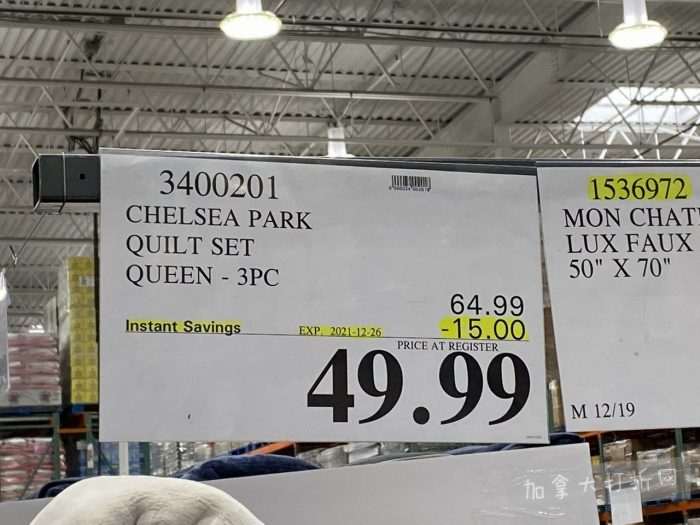 3400201
CHELSEA PARK
QUILT SET
QUEEN - 3PC
64.99
Instant Savings EXP. 2021-12-26 -15.00
PRICE AT REGISTER
49.99
1536972
MON CHAT
LUX FAUX
50" X 70"
M 12/19
加拿大打折网